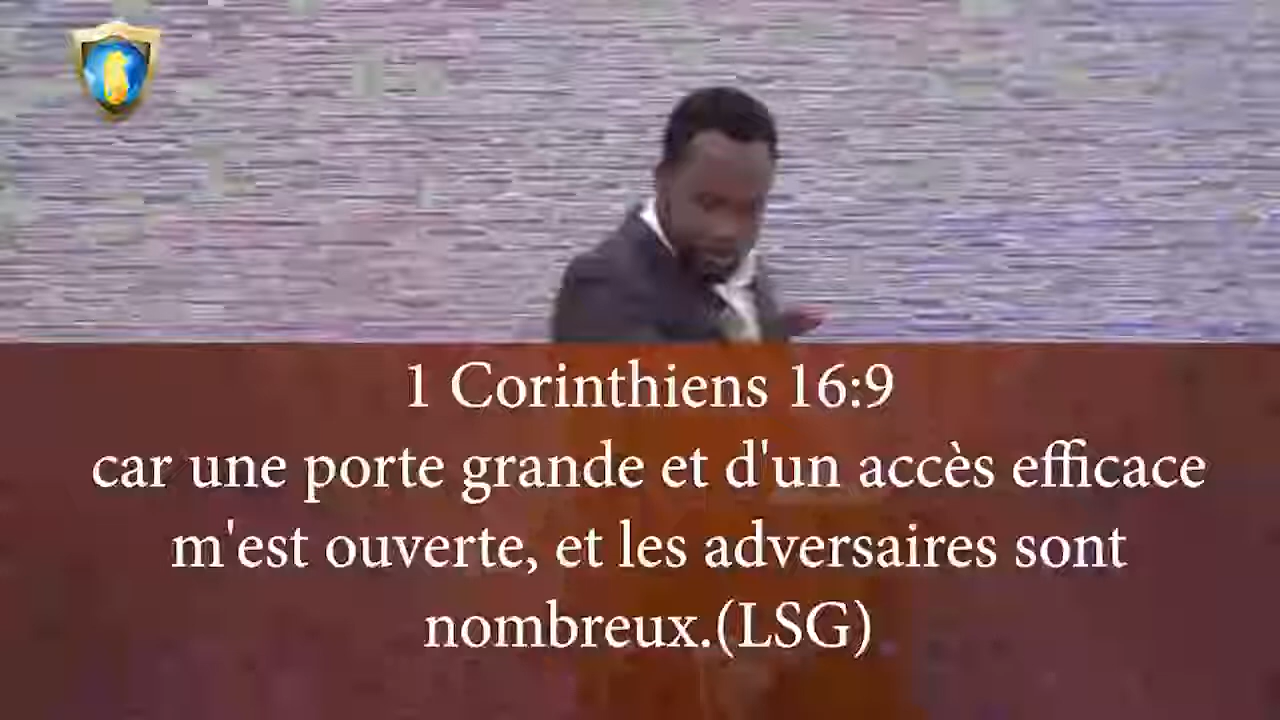 1 Corinthiens 16:9
car une porte grande et d'un accès efficace
m'est ouverte, et les adversaires sont
nombreux.(LSG)